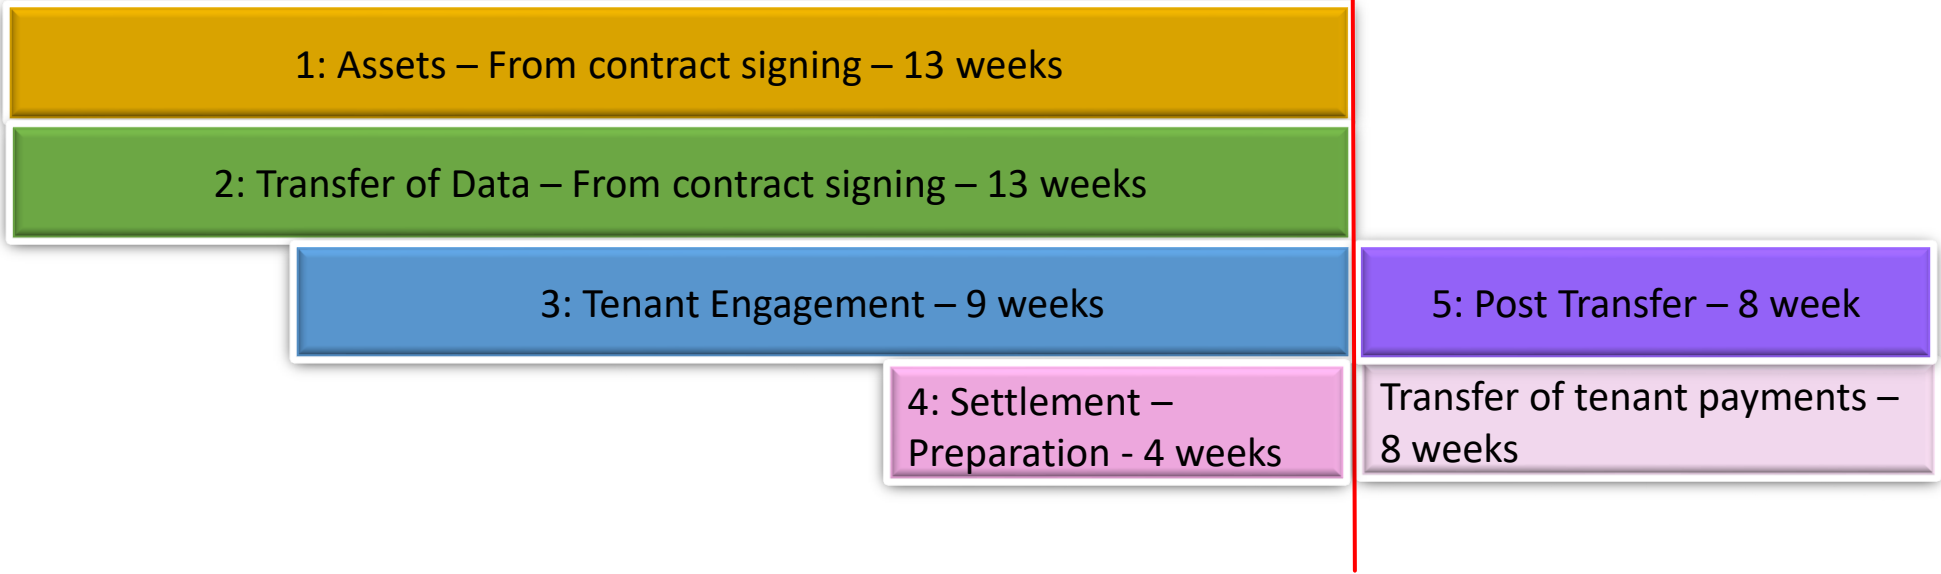 1: Assets – From contract signing – 13 weeks
2: Transfer of Data – From contract signing – 13 weeks
3: Tenant Engagement – 9 weeks
5: Post Transfer – 8 week
4: Settlement –
Preparation - 4 weeks
Transfer of tenant payments –
8 weeks